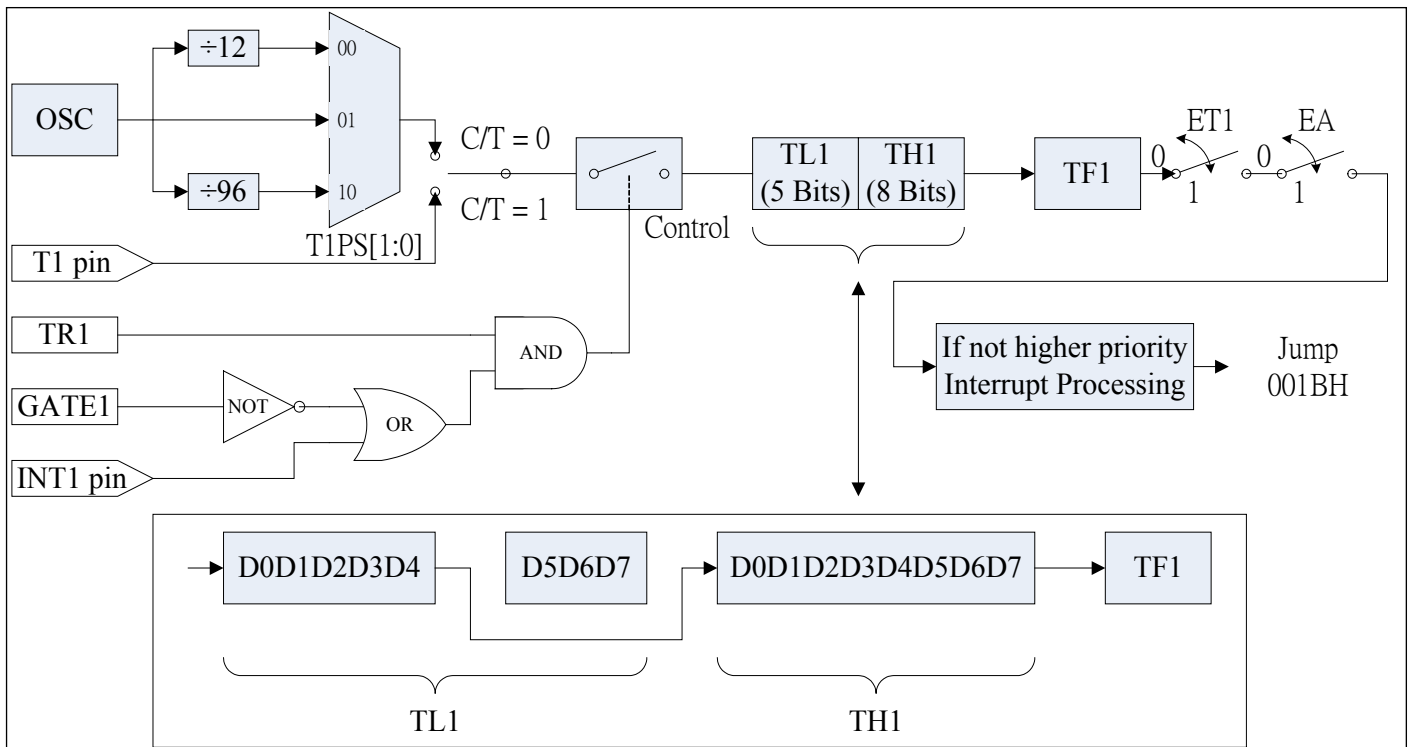 ÷12
00
OSC
01
÷96
10
T1PS[1:0]
C/T = 0
C/T = 1
T1 pin
TR1
GATE1
INT1 pin
NOT
OR
AND
Control
TL1
(5 Bits)
TH1
(8 Bits)
TF1
ET1
0
1
EA
0
1
If not higher priority
Interrupt Processing
Jump
001BH
D0D1D2D3D4
D5D6D7
D0D1D2D3D4D5D6D7
TF1
TL1
TH1